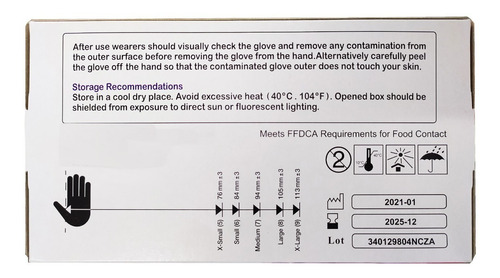 After use wearers should visually check the glove and remove any contamination from
the outer surface before removing the glove from the hand.Alternatively carefully peel
the glove off the hand so that the contaminated glove outer does not touch your skin.
Storage Recommendations
Store in a cool dry place. Avoid excessive heat (40°C . 104°F). Opened box should be
shielded from exposure to direct sun or fluorescent lighting.
Meets FFDCA Requirements for Food Contact
2
X-Small (5) 76 mm±3
Small (6) 84 mm±3
Medium (7) 94 mm±3
Large (8) 105 mm±3
X-Large (9) 113 mm±3
2021-01
2025-12
Lot 340129804NCZA